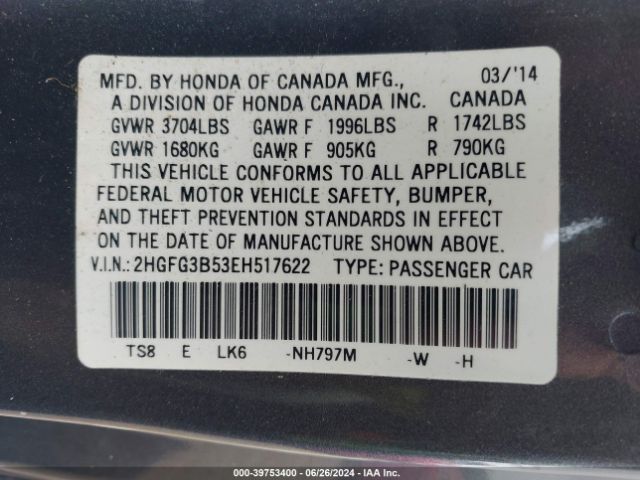 MFD. BY HONDA OF CANADA MFG., 03/'14
A DIVISION OF HONDA CANADA INC. CANADA
GVWR 3704LBS GAWR F 1996LBS R 1742LBS
GVWR 1680KG GAWR F 905KG R 790KG
THIS VEHICLE CONFORMS TO ALL APPLICABLE
FEDERAL MOTOR VEHICLE SAFETY, BUMPER,
AND THEFT PREVENTION STANDARDS IN EFFECT
ON THE DATE OF MANUFACTURE SHOWN ABOVE.
V.I.N.: 2HGFG3B53EH517622 TYPE: PASSENGER CAR
TS8 E LK6 -NH797M -W -H
000-39753400 - 06/26/2024 - IAA Inc.